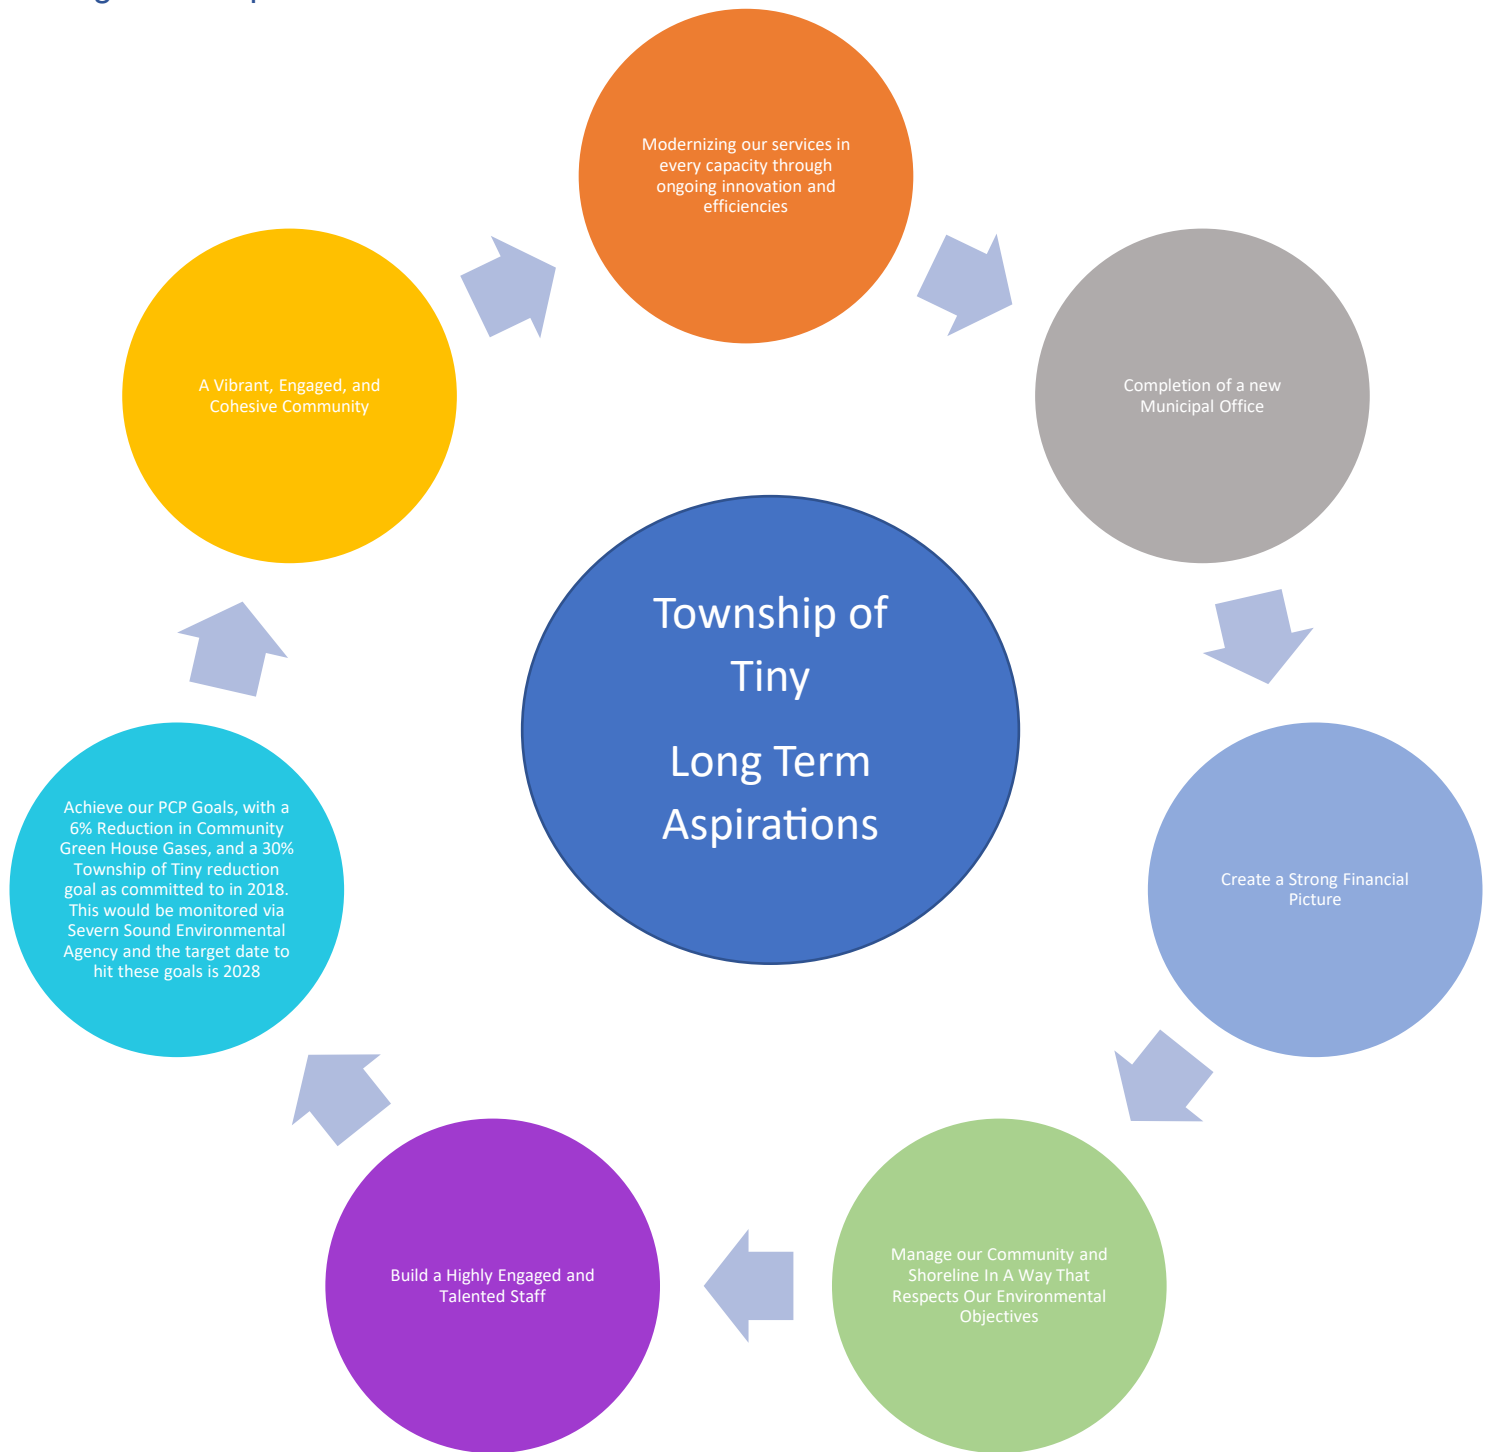 Modernizing our services in
every capacity through
ongoing innovation and
efficiencies
Completion of a new
Municipal Office
Create a Strong Financial
Picture
Manage our Community and
Shoreline In A Way That
Respects Our Environmental
Objectives
Build a Highly Engaged and
Talented Staff
Achieve our PCP Goals, with a
6% Reduction in Community
Green House Gases, and a 30%
Township of Tiny reduction
goal as committed to in 2018.
This would be monitored via
Severn Sound Environmental
Agency and the target date to
hit these goals is 2028
A Vibrant, Engaged, and
Cohesive Community
Township of
Tiny
Long Term
Aspirations